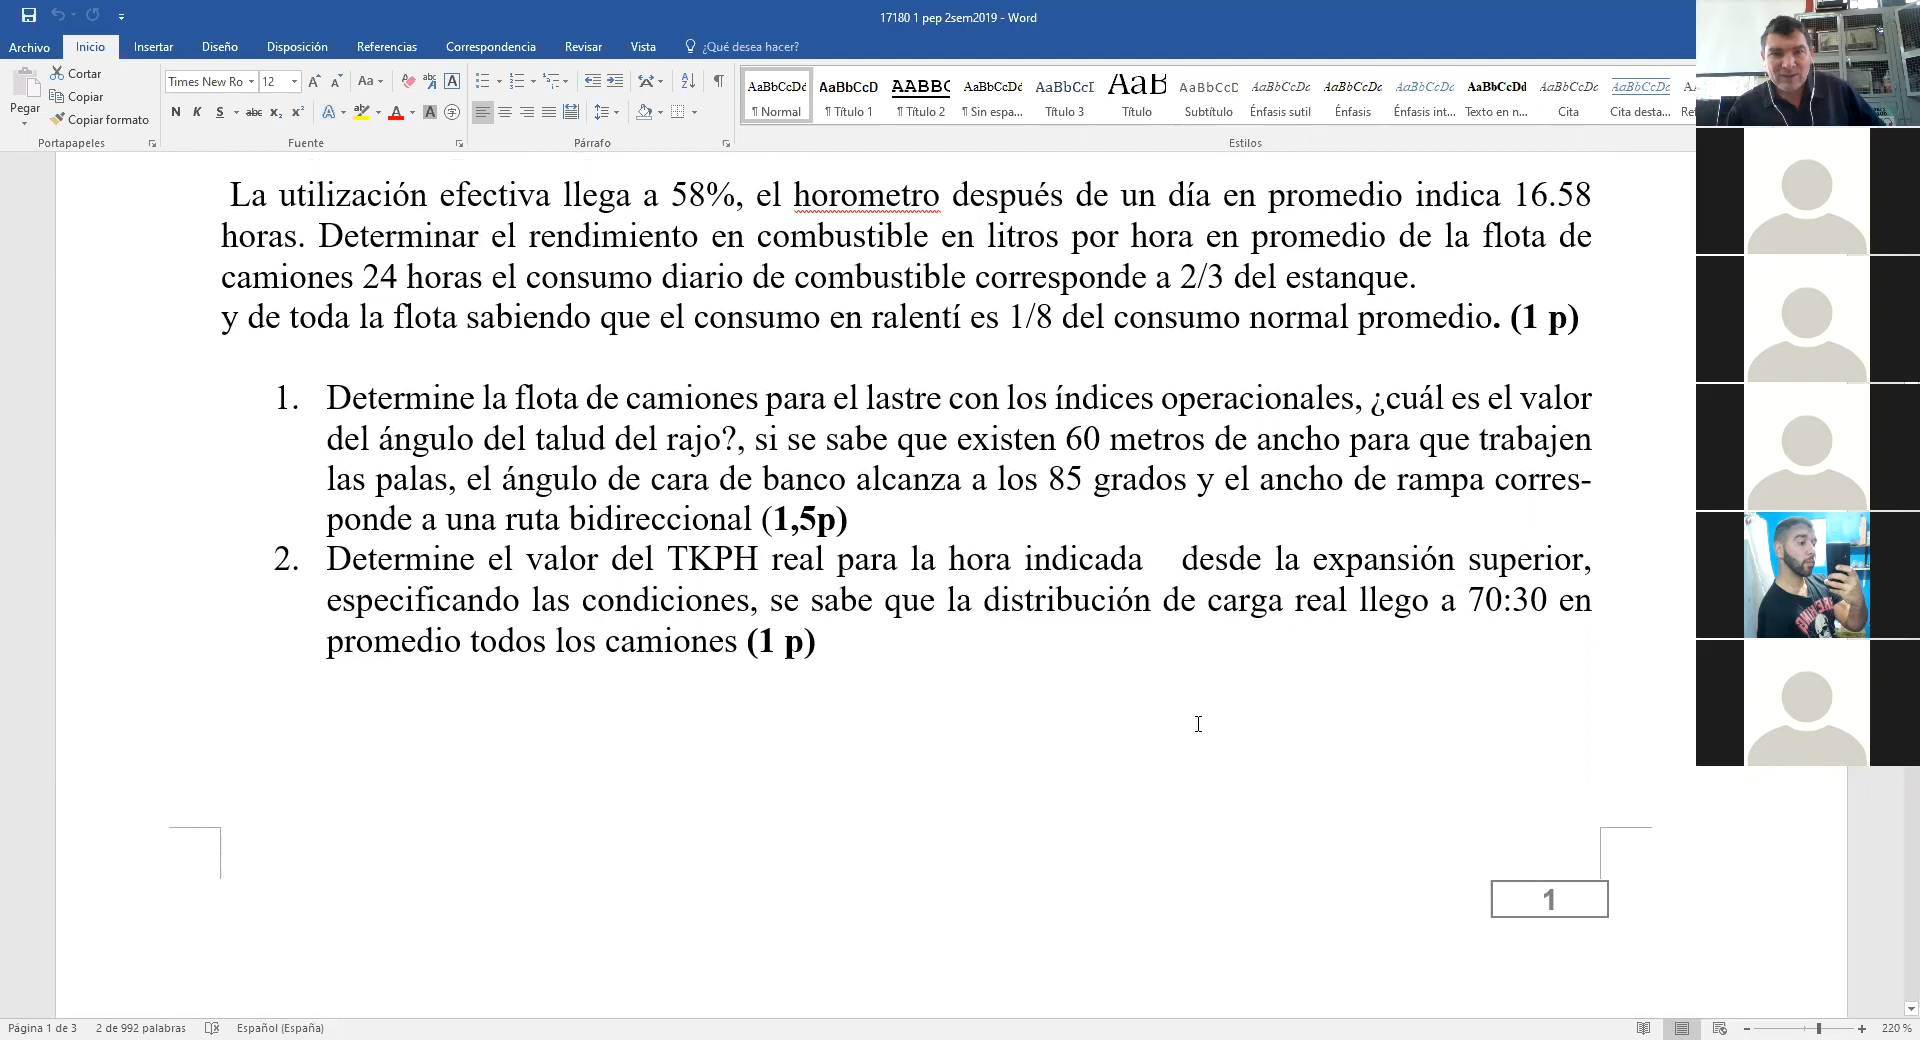 17180 1 pep 2sem2019 - Word
Archivo Inicio Insertar Diseño Disposición Referencias Correspondencia Revisar Vista ¿Qué desea hacer?
Pegar
Cortar
Copiar
Copiar formato
Portapapeles
Times New Ro 12
N K S abc x₂ x²
Fuente
Párrafo
AaBbCcDc AaBbCcD AABBC AaBbCcDd AaBbCcI AaB AaBbCcD AaBbCcDc AaBbCcDc AaBbCcDc AaBbCcDd AaBbCcDc AaBbCcDc
¶ Normal ¶ Título 1 ¶ Título 2 ¶ Sin espa... Título 3 Título Subtítulo Énfasis sutil Énfasis Énfasis int... Texto en n... Cita Cita desta...
Estilos
La utilización efectiva llega a 58%, el horometro después de un día en promedio indica 16.58
horas. Determinar el rendimiento en combustible en litros por hora en promedio de la flota de
camiones 24 horas el consumo diario de combustible corresponde a 2/3 del estanque.
y de toda la flota sabiendo que el consumo en ralentí es 1/8 del consumo normal promedio. (1 p)
1. Determine la flota de camiones para el lastre con los índices operacionales, ¿cuál es el valor
del ángulo del talud del rajo?, si se sabe que existen 60 metros de ancho para que trabajen
las palas, el ángulo de cara de banco alcanza a los 85 grados y el ancho de rampa corres-
ponde a una ruta bidireccional (1,5p)
2. Determine el valor del TKPH real para la hora indicada desde la expansión superior,
especificando las condiciones, se sabe que la distribución de carga real llego a 70:30 en
promedio todos los camiones (1 p)
1
Página 1 de 3 2 de 992 palabras Español (España) 220 %